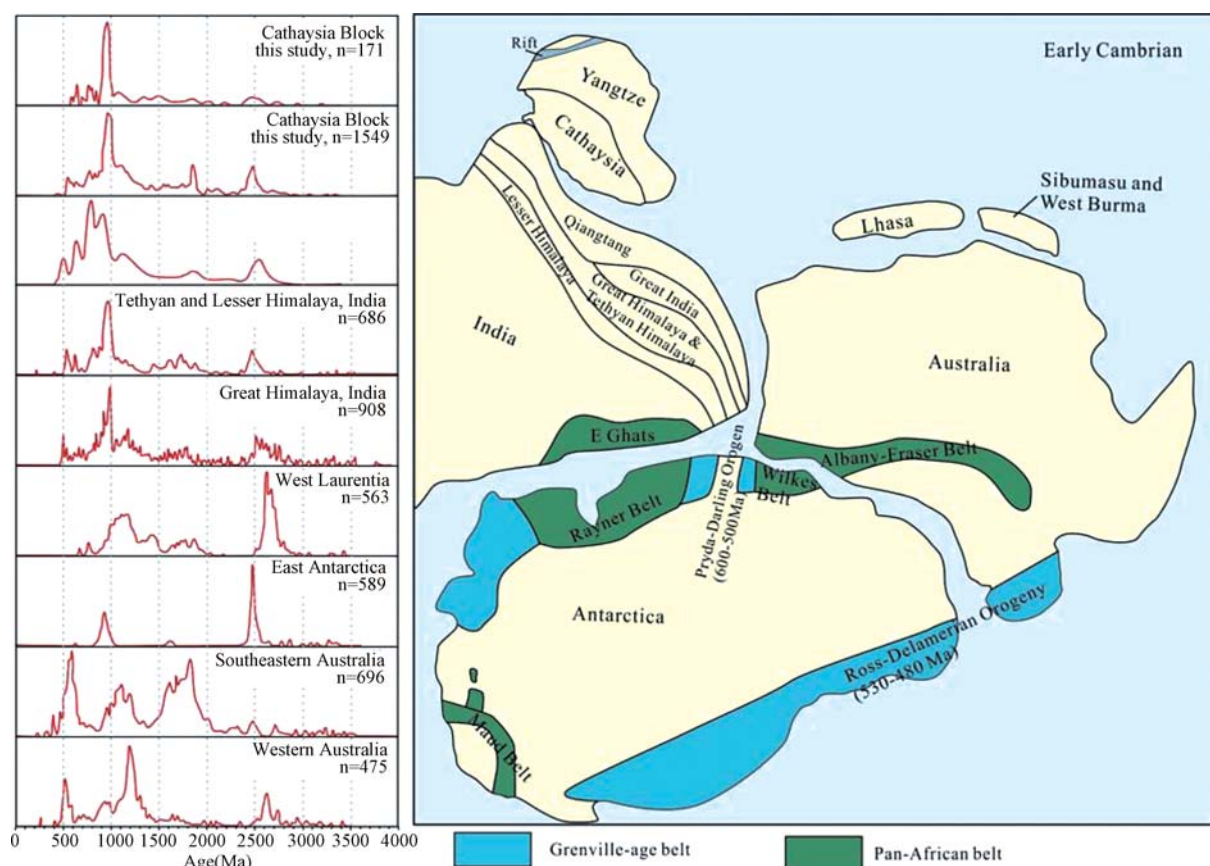 Cathaysia Block
this study, n=171
Cathaysia Block
this study, n=1549
Tethyan and Lesser Himalaya, India
n=686
Great Himalaya, India
n=908
West Laurentia
n=563
East Antarctica
n=589
Southeastern Australia
n=696
Western Australia
n=475
0 500 1000 1500 2000 2500 3000 3500 4000
Age(Ma)
Early Cambrian
Rift
Yangtze
Cathaysia
Sibumasu and
West Burma
Lhasa
Qiangtang
Lesser Himalaya
Great India
Great Himalaya &
Tethyan Himalaya
India
Australia
E Ghats
Albany-Fraser Belt
Wilkes
Belt
Rayner Belt
Pryda-Darling Orogen
(600-500Ma)
Antarctica
Ross-Delamerian Orogeny
(530-480 Ma)
Maud Belt
Grenville-age belt
Pan-African belt